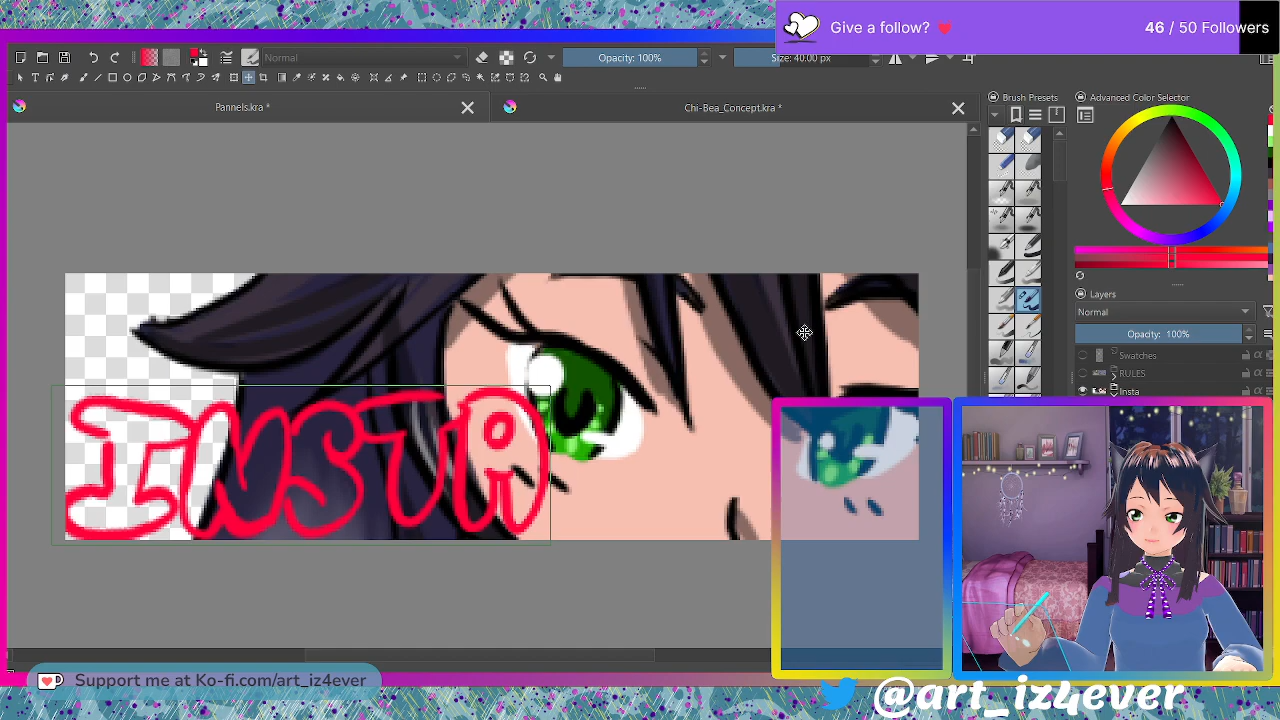 Give a follow? 46 / 50 Followers
Normal
Opacity: 100%
Size: 40.00 px
Pannels.kra *
Chi-Bea_Concept.kra *
Brush Presets
Advanced Color Selector
Layers
Normal
Opacity: 100%
Swatches
RULES
Insta
INSTA
Support me at Ko-fi.com/art_iz4ever
@art_iz4ever